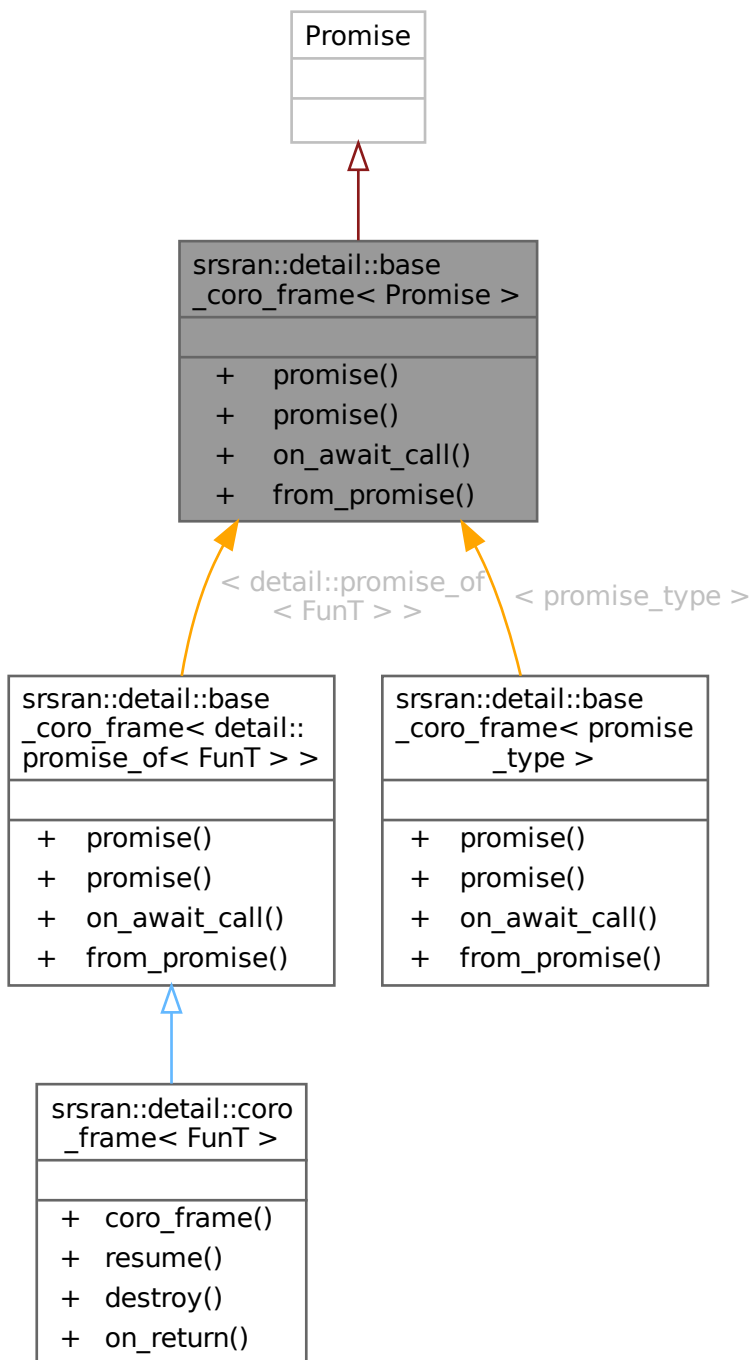 Promise
srsran::detail::base
_coro_frame< Promise >
+ promise()
+ promise()
+ on_await_call()
+ from_promise()
< detail::promise_of
< FunT > >
< promise_type >
srsran::detail::base
_coro_frame< detail::
promise_of< FunT > >
+ promise()
+ promise()
+ on_await_call()
+ from_promise()
srsran::detail::base
_coro_frame< promise
_type >
+ promise()
+ promise()
+ on_await_call()
+ from_promise()
srsran::detail::coro
_frame< FunT >
+ coro_frame()
+ resume()
+ destroy()
+ on_return()